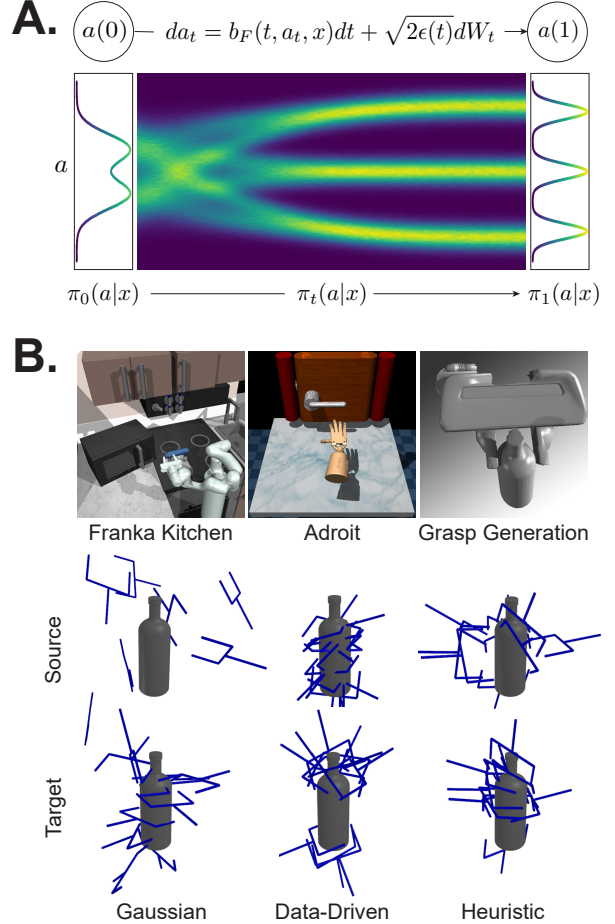 A.
a(0) da_t = b_F(t, a_t, x)dt + √2ϵ(t)dW_t a(1)
a
π_0(a|x) π_t(a|x) π_1(a|x)
B.
Franka Kitchen Adroit Grasp Generation
Source
Target
Gaussian Data-Driven Heuristic